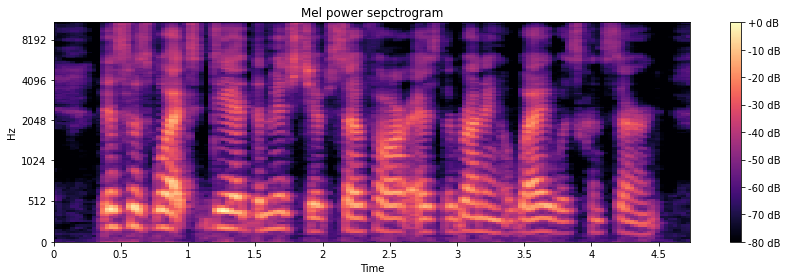 Mel power sepctrogram
8192
4096
2048
1024
512
0
Hz
0 0.5 1 1.5 2 2.5 3 3.5 4 4.5
Time
+0 dB
-10 dB
-20 dB
-30 dB
-40 dB
-50 dB
-60 dB
-70 dB
-80 dB